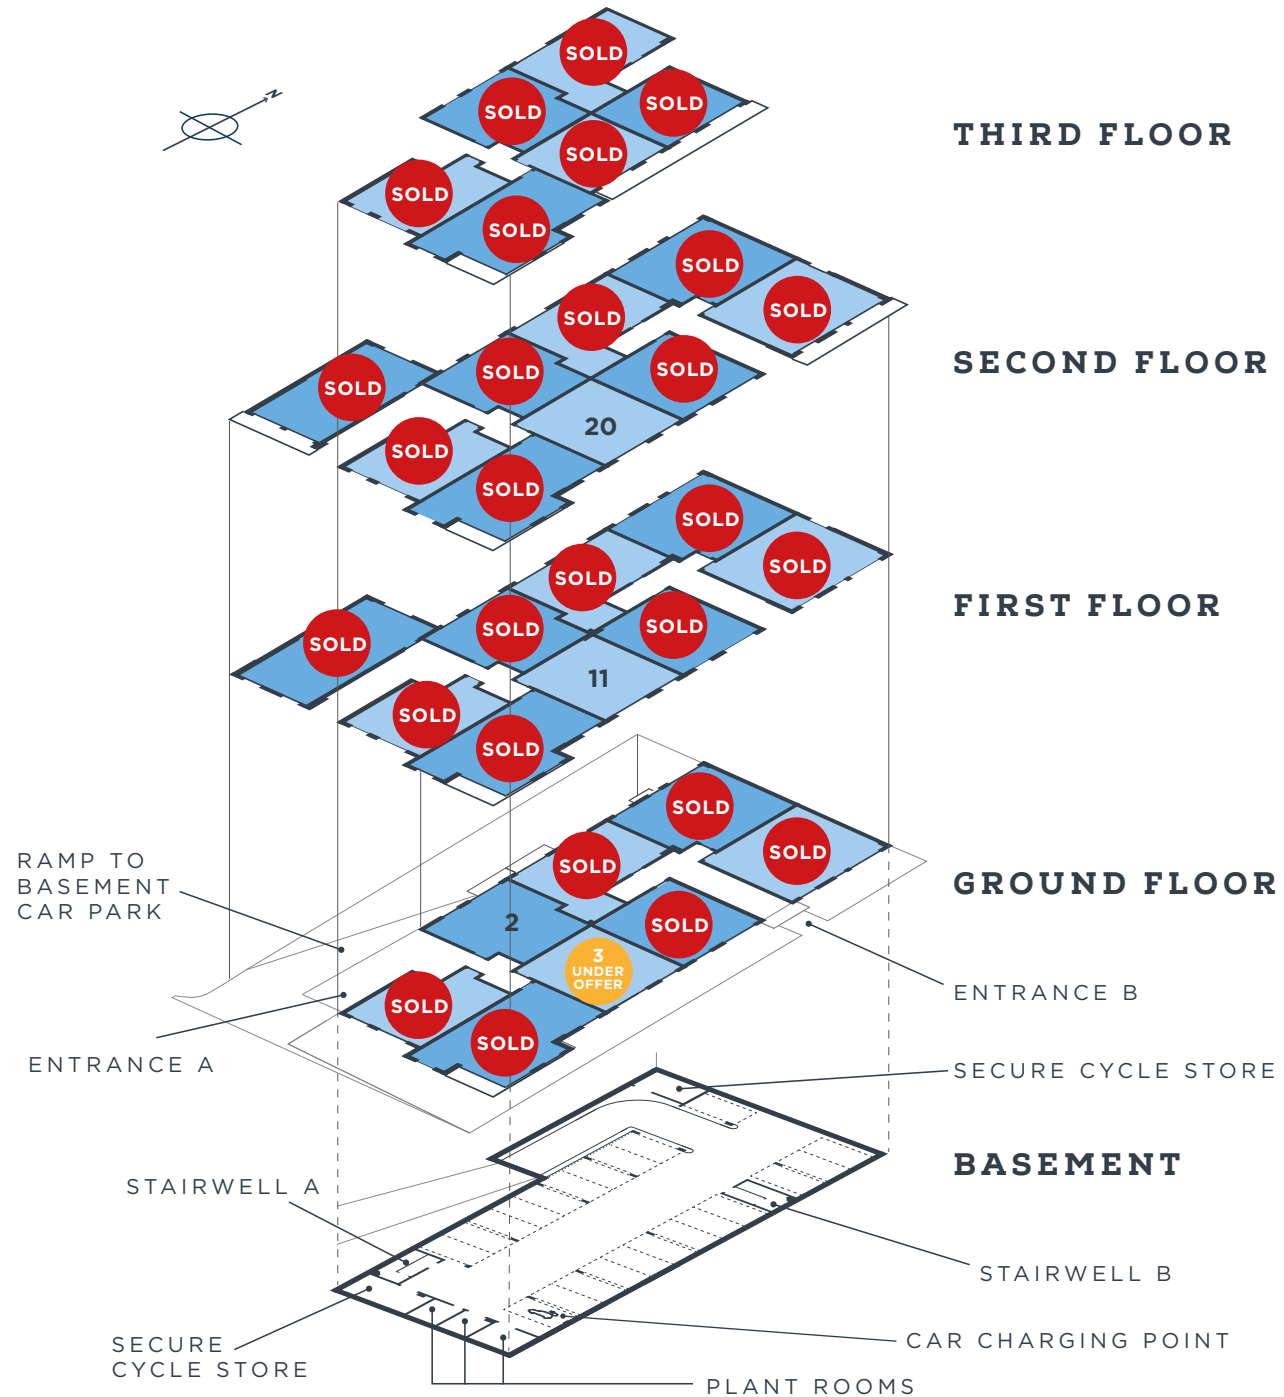 SOLD
N
SOLD
SOLD
THIRD FLOOR
SOLD
SOLD
SOLD
SOLD
SOLD
SOLD
SECOND FLOOR
SOLD
SOLD
SOLD
20
SOLD
SOLD
SOLD
SOLD
SOLD
FIRST FLOOR
SOLD
SOLD
SOLD
11
SOLD
SOLD
SOLD
SOLD
SOLD
RAMP TO
BASEMENT
CAR PARK
GROUND FLOOR
2
SOLD
3
UNDER
OFFER
ENTRANCE B
SOLD
SOLD
ENTRANCE A
SECURE CYCLE STORE
BASEMENT
STAIRWELL A
STAIRWELL B
CAR CHARGING POINT
SECURE
CYCLE STORE
PLANT ROOMS